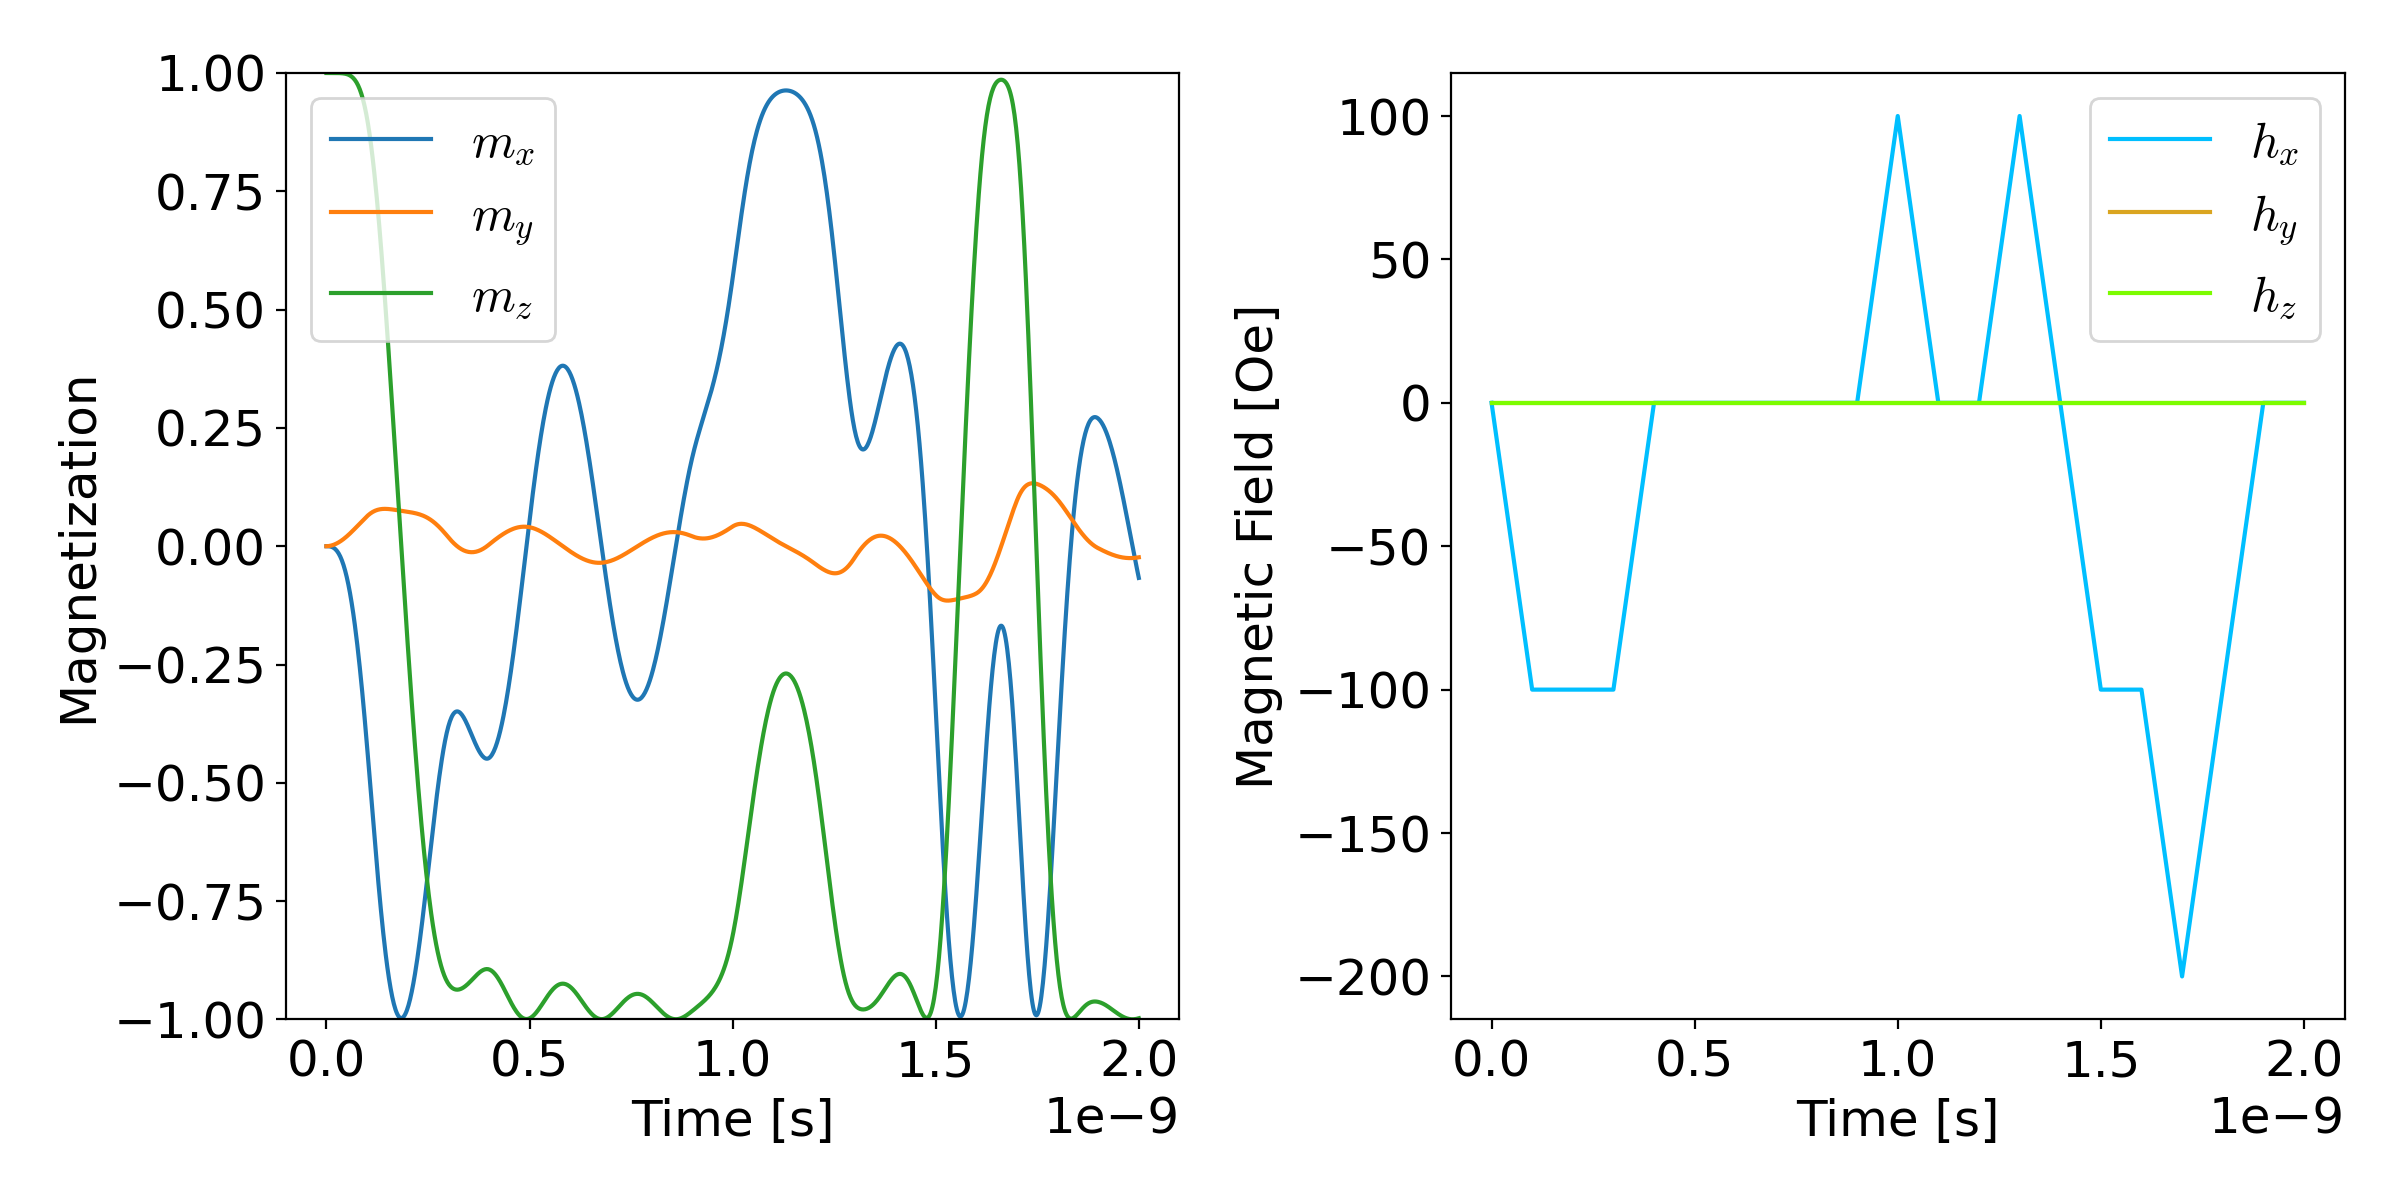 Magnetization
1.00
0.75
0.50
0.25
0.00
−0.25
−0.50
−0.75
−1.00
m_x
m_y
m_z
0.0 0.5 1.0 1.5 2.0
Time [s]
1e−9
Magnetic Field [Oe]
100
50
0
−50
−100
−150
−200
h_x
h_y
h_z
0.0 0.5 1.0 1.5 2.0
Time [s]
1e−9